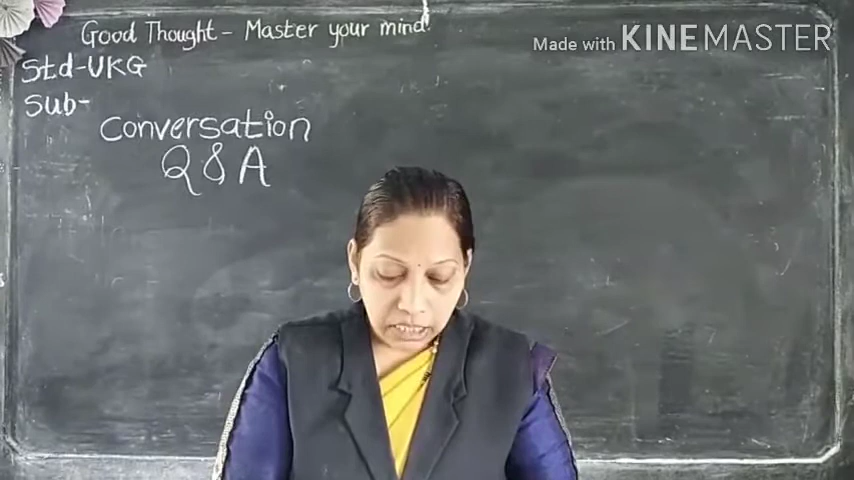 Good Thought - Master your mind.
Made with KINEMASTER
Std-UKG
Sub-
Conversation
Q & A